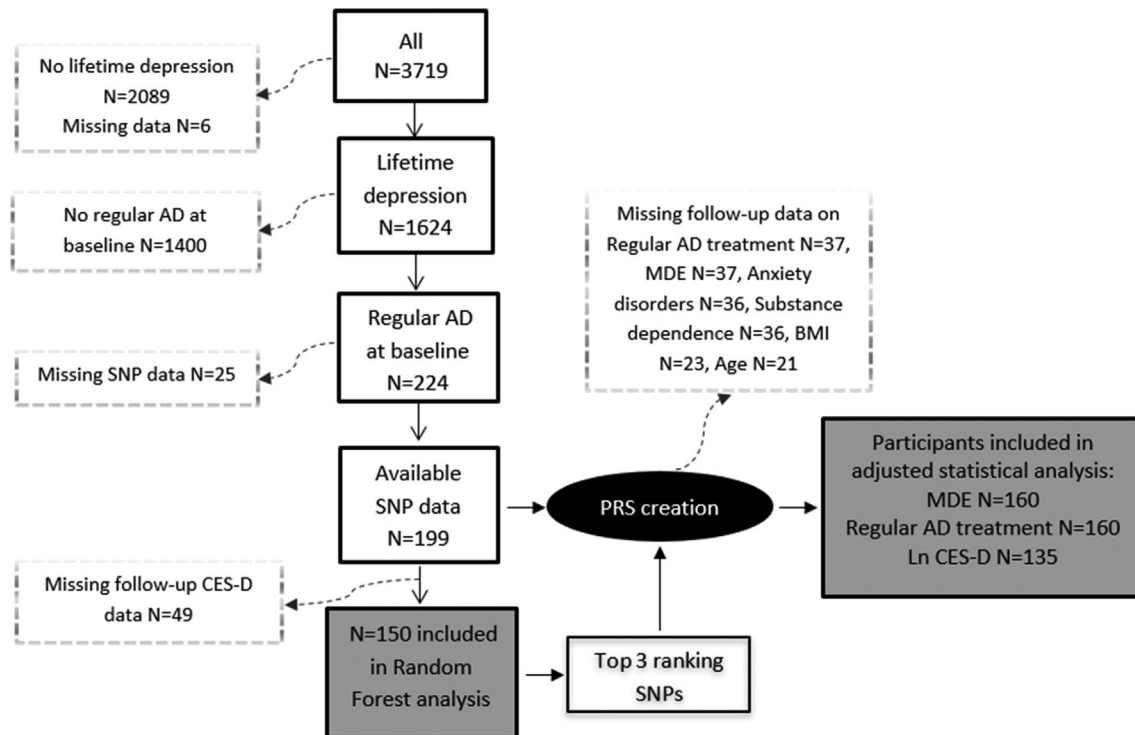 All
N=3719
No lifetime depression
N=2089
Missing data N=6
Lifetime
depression
N=1624
No regular AD at
baseline N=1400
Regular AD
at baseline
N=224
Missing SNP data N=25
Available
SNP data
N=199
Missing follow-up CES-D
data N=49
N=150 included
in Random
Forest analysis
Top 3 ranking
SNPs
PRS creation
Missing follow-up data on
Regular AD treatment N=37,
MDE N=37, Anxiety
disorders N=36, Substance
dependence N=36, BMI
N=23, Age N=21
Participants included in
adjusted statistical analysis:
MDE N=160
Regular AD treatment N=160
Ln CES-D N=135